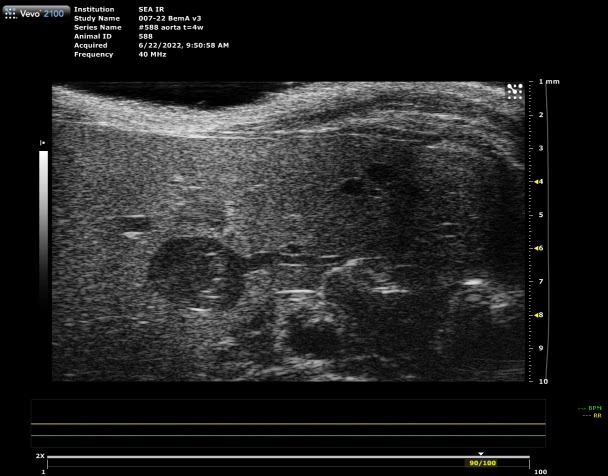 Vevo 2100
Institution SEA IR
Study Name 007-22 BemA v3
Series Name #588 aorta t=4w
Animal ID 588
Acquired 6/22/2022, 9:50:58 AM
Frequency 40 MHz
1 mm
2
3
4
5
6
7
8
9
10
--- BPM
--- RR
2X
90/100
1 100